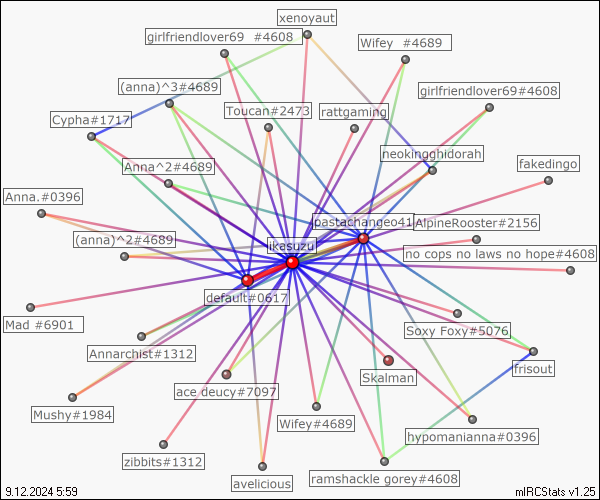 xenoyaut
girlfriendlover69 #4608
Wifey #4689
(anna)^3#4689
girlfriendlover69#4608
Toucan#2473
rattgaming
Cypha#1717
neokingghidorah
Anna^2#4689
fakedingo
Anna.#0396
pastachangeo41
AlpineRooster#2156
(anna)^2#4689
ikasuzu
no cops no laws no hope#4608
default#0617
Mad #6901
Soxy Foxy#5076
Annarchist#1312
frisout
Skalman
ace deucy#7097
Mushy#1984
Wifey#4689
hypomanianna#0396
zibbits#1312
ramshackle gorey#4608
avelicious
9.12.2024 5:59
mIRCStats v1.25